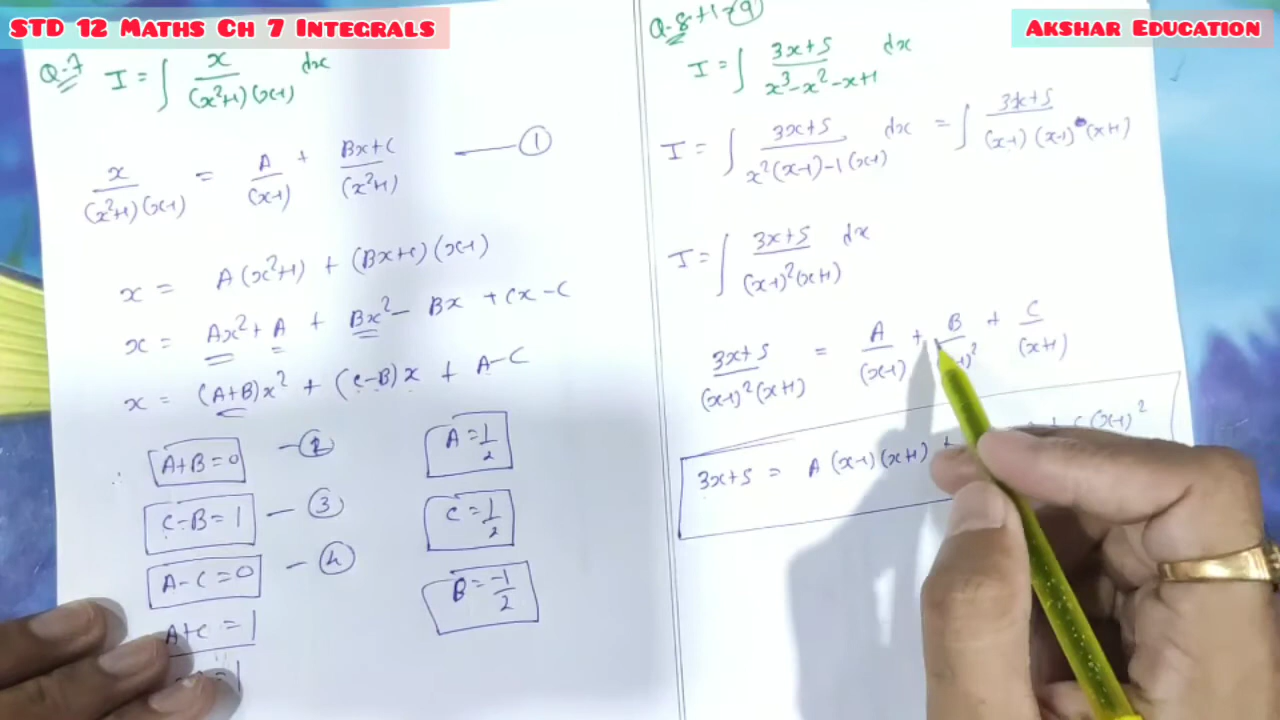 STD 12 Maths Ch 7 Integrals
Akshar Education
Q-7 I = ∫ x/(x²+1)(x-1) dx
x/(x²+1)(x-1) = A/(x-1) + Bx+C/(x²+1) — ①
x = A(x²+1) + (Bx+c)(x-1)
x = Ax²+A + Bx² - Bx + Cx - C
x = (A+B)x² + (C-B)x + A-C
∴ A+B=0 - ②
C-B=1 - ③
A-C=0 - ④
A+C=1
A=1/2
C=1/2
B=-1/2
Q-8+1=9
I = ∫ 3x+5/x³-x²-x+1 dx
I = ∫ 3x+5/x²(x-1)-1(x-1) dx = ∫ 3x+5/(x-1)(x-1)(x+1)
I = ∫ 3x+5/(x-1)²(x+1) dx
3x+5/(x-1)²(x+1) = A/(x-1) + B/ + C/(x+1)
3x+5 = A(x-1)(x+1) + C(x-1)²